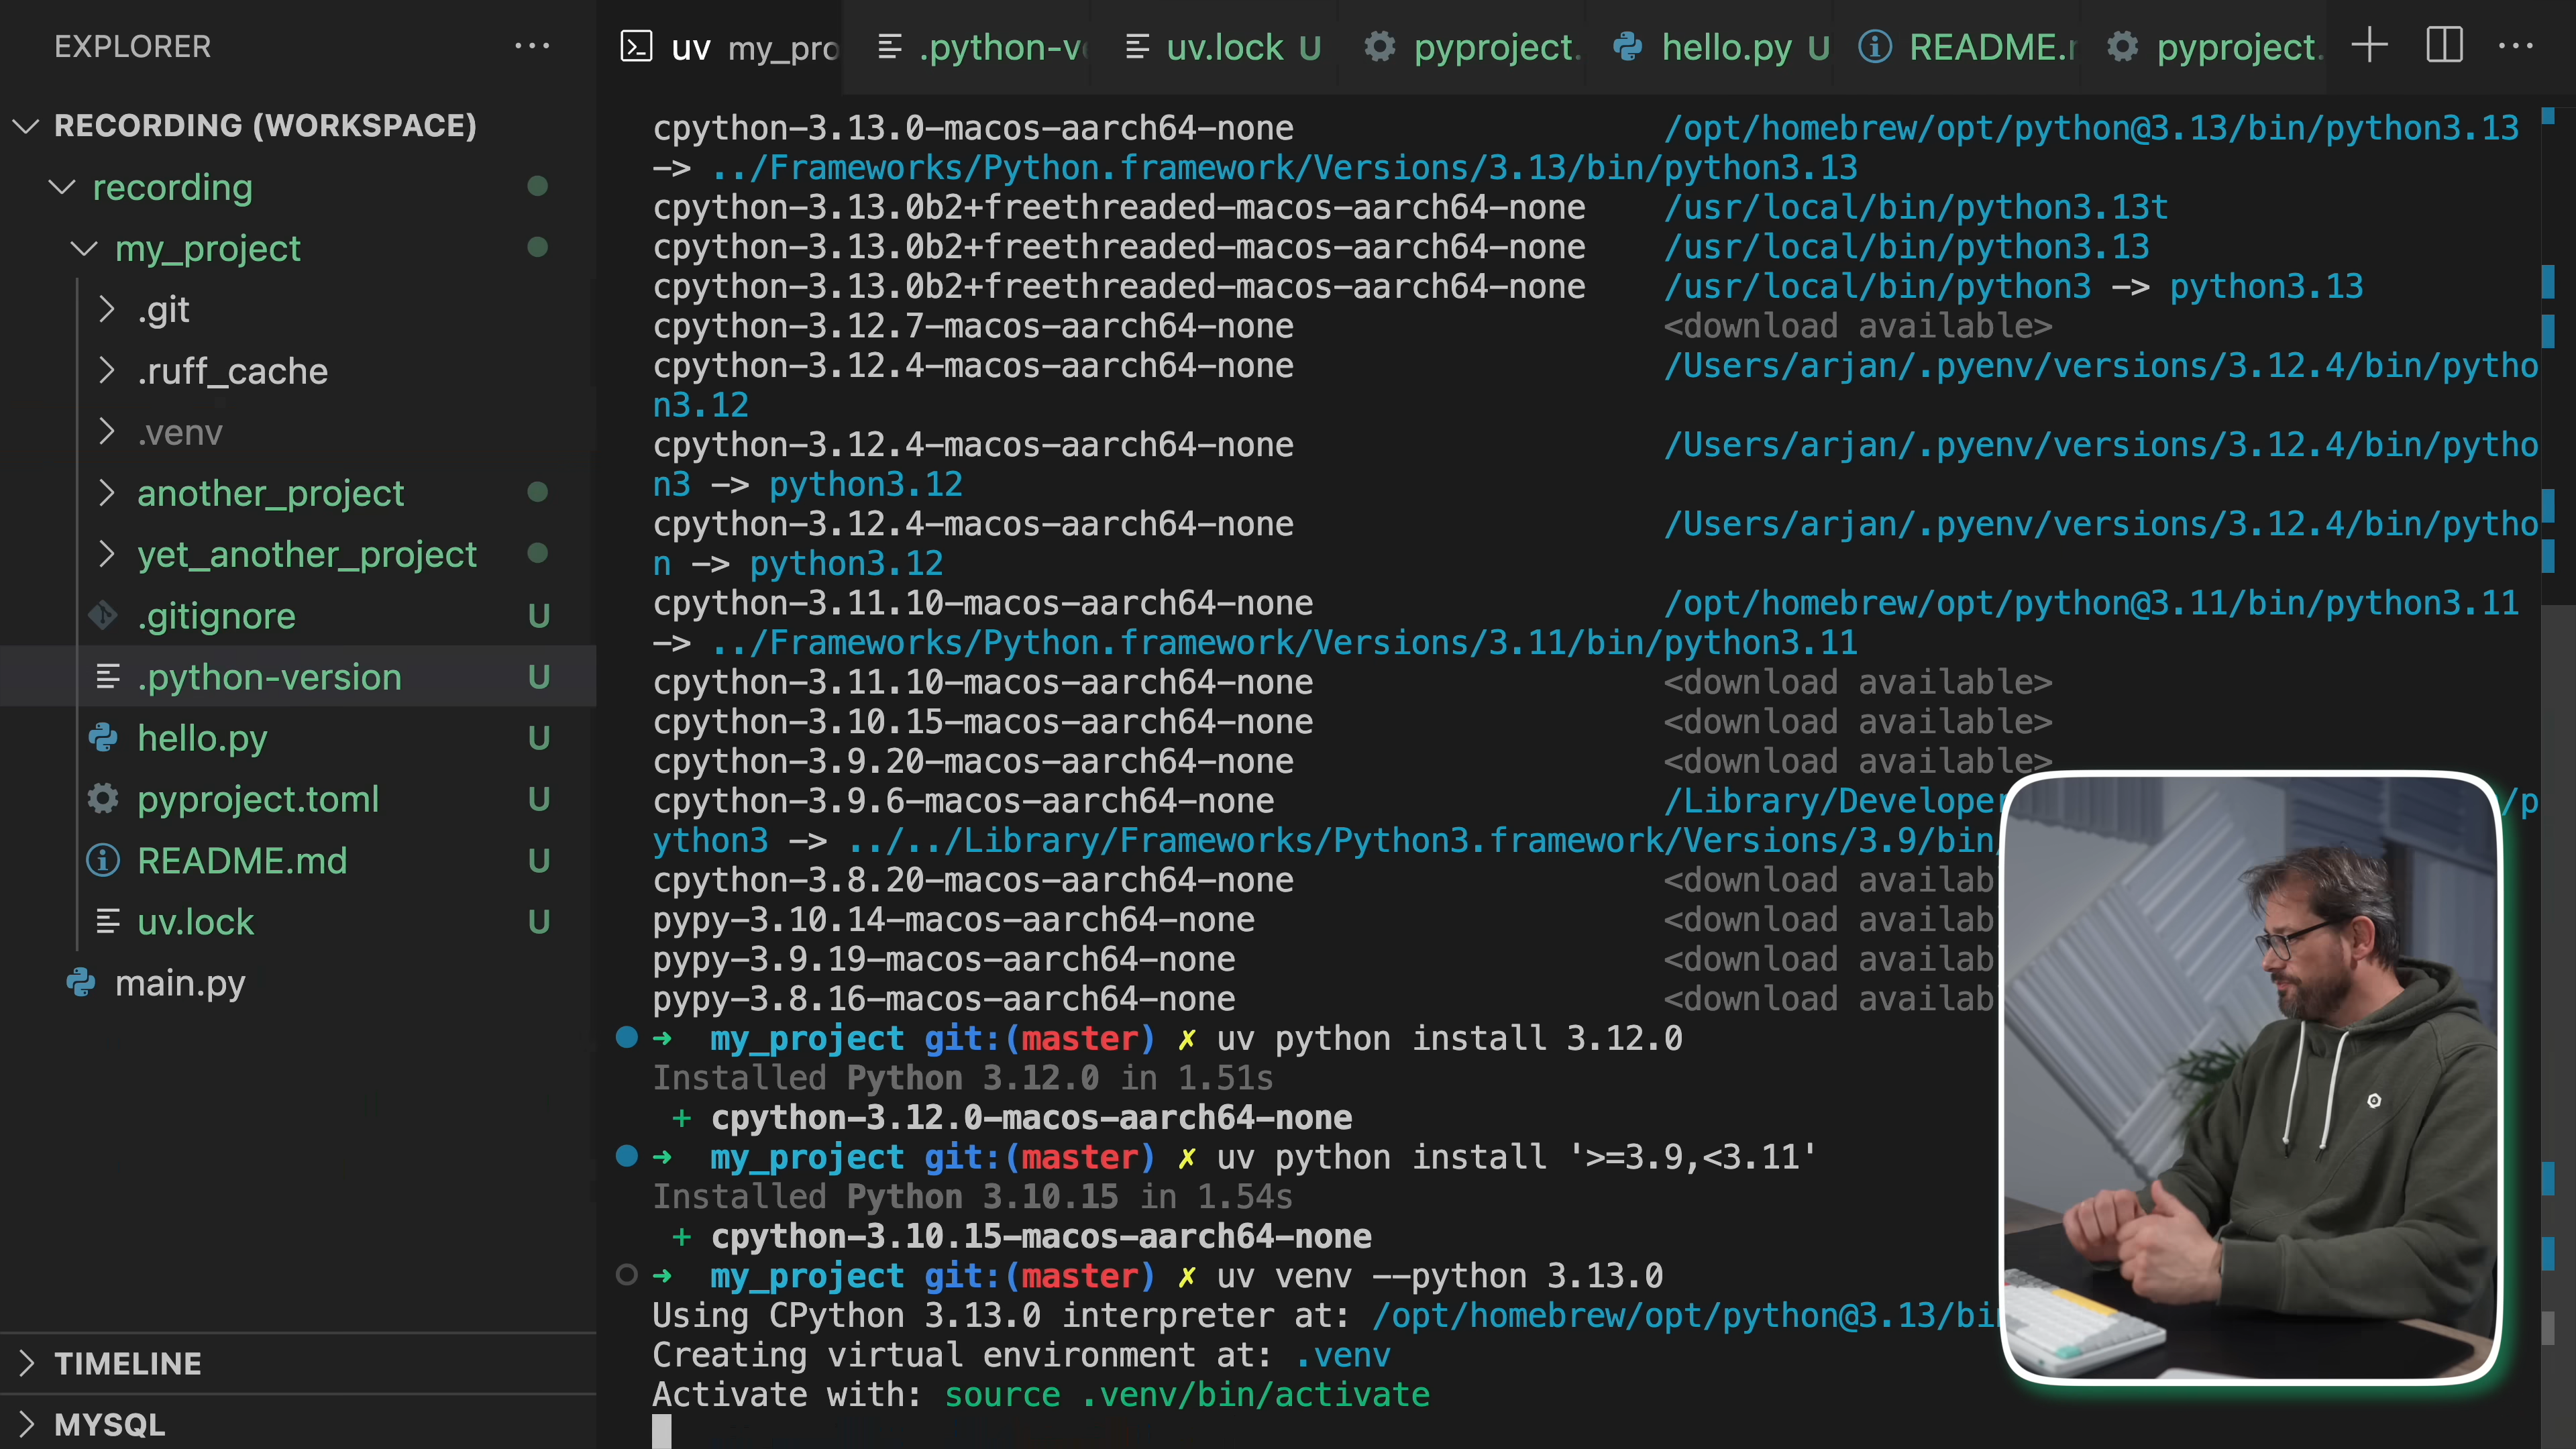 EXPLORER
RECORDING (WORKSPACE)
recording
my_project
.git
.ruff_cache
.venv
another_project
yet_another_project
.gitignore U
.python-version U
hello.py U
pyproject.toml U
README.md U
uv.lock U
main.py
TIMELINE
MYSQL
uv my_pro .python-v uv.lock U pyproject. hello.py U README. pyproject.
cpython-3.13.0-macos-aarch64-none /opt/homebrew/opt/python@3.13/bin/python3.13
-> ../Frameworks/Python.framework/Versions/3.13/bin/python3.13
cpython-3.13.0b2+freethreaded-macos-aarch64-none /usr/local/bin/python3.13t
cpython-3.13.0b2+freethreaded-macos-aarch64-none /usr/local/bin/python3.13
cpython-3.13.0b2+freethreaded-macos-aarch64-none /usr/local/bin/python3 -> python3.13
cpython-3.12.7-macos-aarch64-none <download available>
cpython-3.12.4-macos-aarch64-none /Users/arjan/.pyenv/versions/3.12.4/bin/pytho
n3.12
cpython-3.12.4-macos-aarch64-none /Users/arjan/.pyenv/versions/3.12.4/bin/pytho
n3 -> python3.12
cpython-3.12.4-macos-aarch64-none /Users/arjan/.pyenv/versions/3.12.4/bin/pytho
n -> python3.12
cpython-3.11.10-macos-aarch64-none /opt/homebrew/opt/python@3.11/bin/python3.11
-> ../Frameworks/Python.framework/Versions/3.11/bin/python3.11
cpython-3.11.10-macos-aarch64-none <download available>
cpython-3.10.15-macos-aarch64-none <download available>
cpython-3.9.20-macos-aarch64-none <download available>
cpython-3.9.6-macos-aarch64-none /Library/Develope /p
ython3 -> ../../Library/Frameworks/Python3.framework/Versions/3.9/bin/
cpython-3.8.20-macos-aarch64-none <download availab
pypy-3.10.14-macos-aarch64-none <download availab
pypy-3.9.19-macos-aarch64-none <download availab
pypy-3.8.16-macos-aarch64-none <download availab
➜ my_project git:(master) ✗ uv python install 3.12.0
Installed Python 3.12.0 in 1.51s
+ cpython-3.12.0-macos-aarch64-none
➜ my_project git:(master) ✗ uv python install '>=3.9,<3.11'
Installed Python 3.10.15 in 1.54s
+ cpython-3.10.15-macos-aarch64-none
➜ my_project git:(master) ✗ uv venv --python 3.13.0
Using CPython 3.13.0 interpreter at: /opt/homebrew/opt/python@3.13/bi
Creating virtual environment at: .venv
Activate with: source .venv/bin/activate